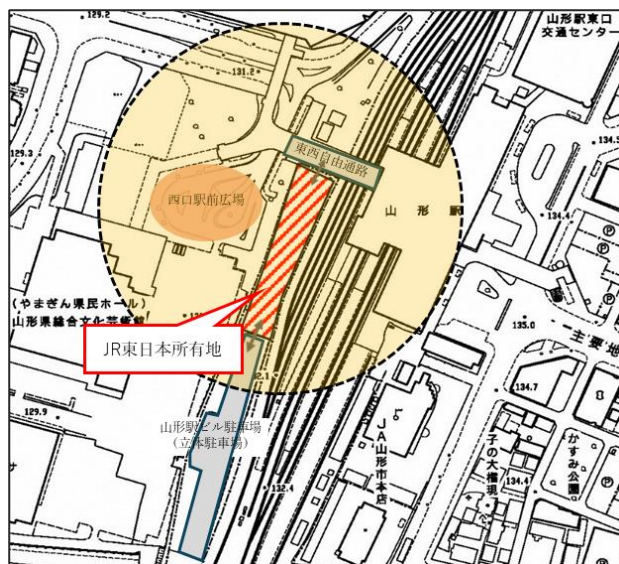 山形駅東口
交通センター
131.2
129.3
134.5
東西自由通路
西口駅前広場
山形駅
134.4
(やまぎん県民ホール)
山形県総合文化芸術館
JR東日本所有地
135.0
主要地
134.7
129.9
山形駅ビル駐車場
(立体駐車場)
132.4
JA山形市本店
子の大権現
134.4
かすみ公園